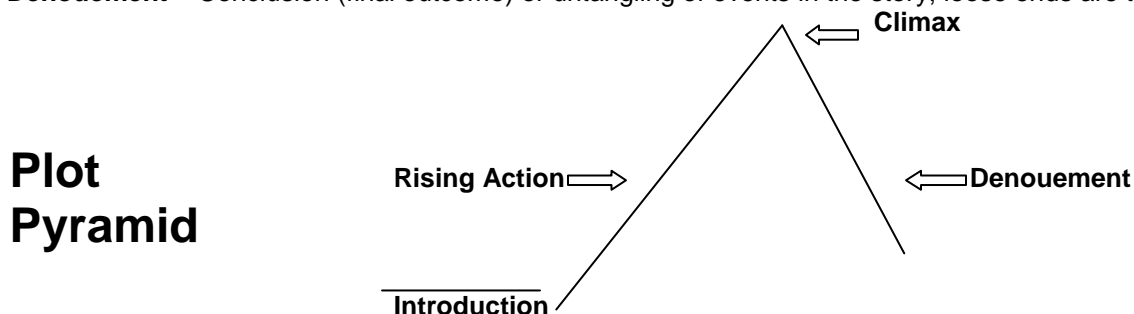 Denouement – Conclusion (final outcome) or untangling of events in the story, loose ends are
Climax
Plot
Pyramid
Rising Action
Denouement
Introduction